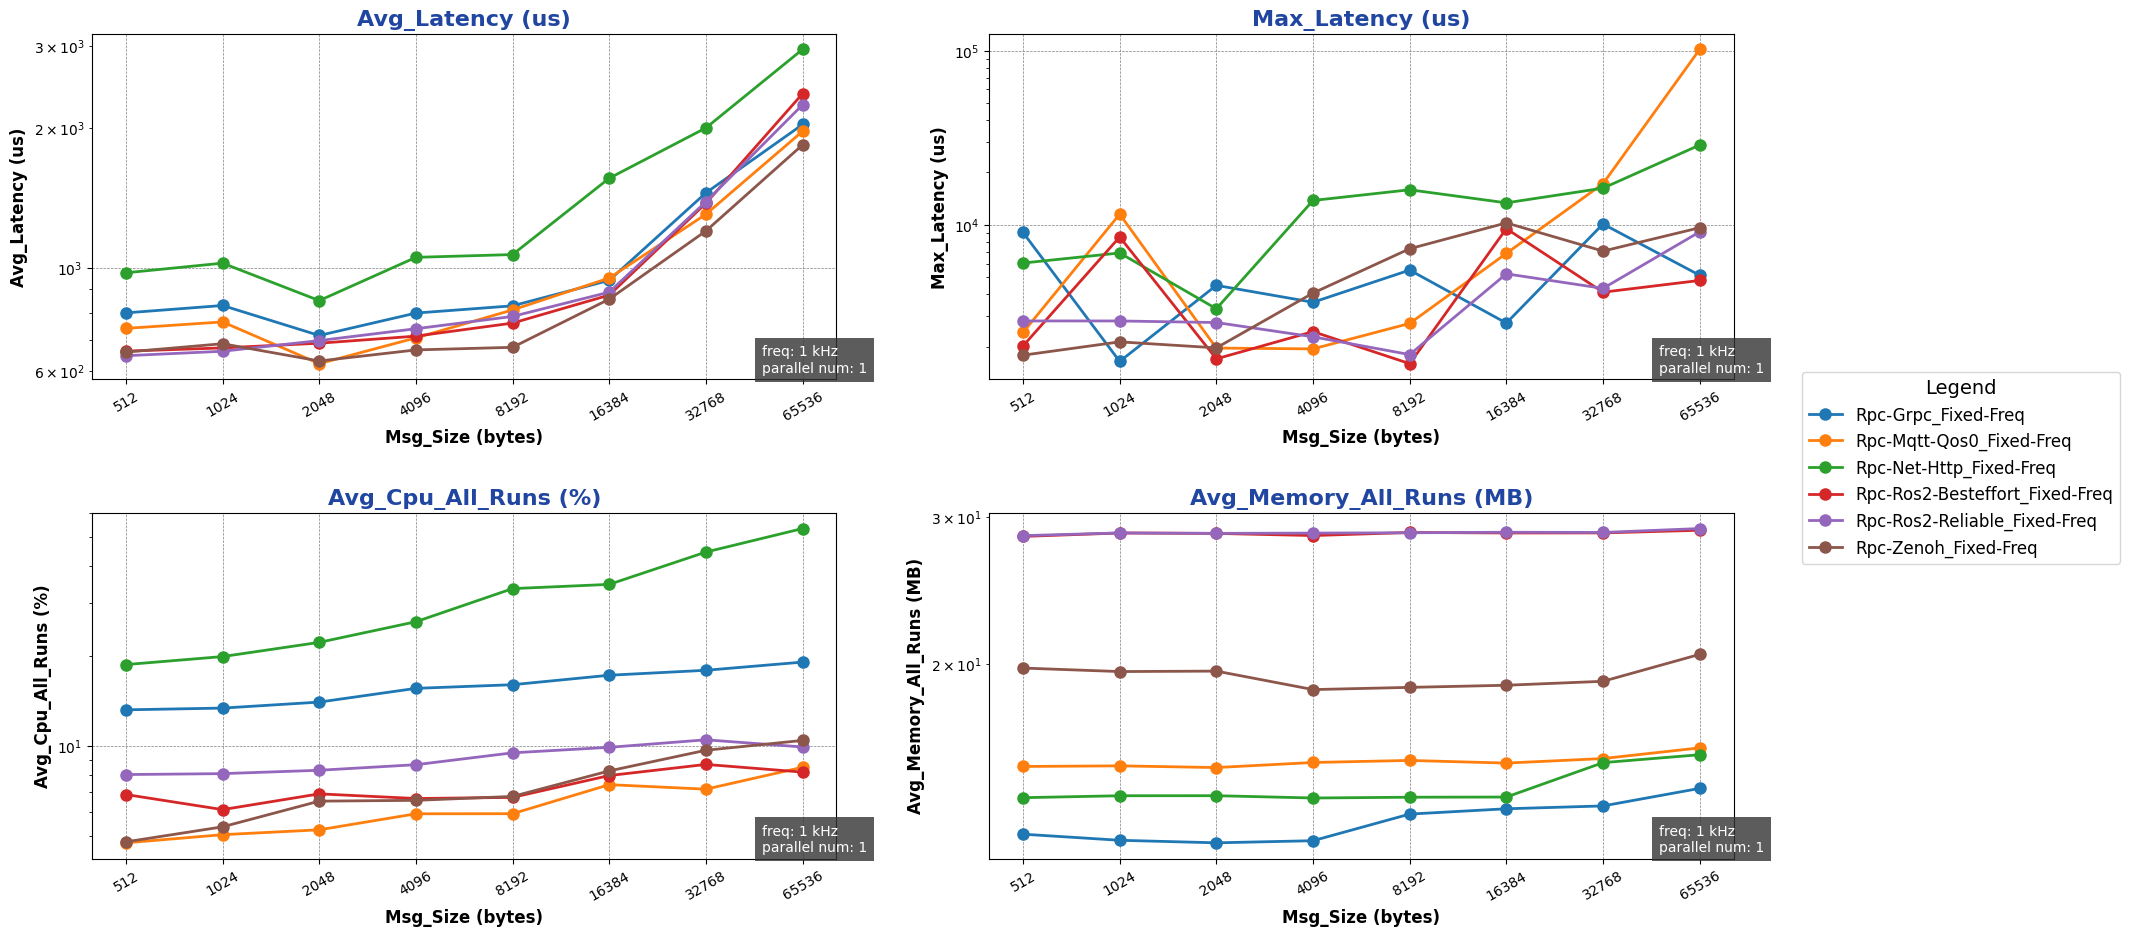 Avg_Latency (us)
Avg_Latency (us)
3 × 10³
2 × 10³
10³
6 × 10²
512
1024
2048
4096
8192
16384
32768
65536
Msg_Size (bytes)
freq: 1 kHz
parallel num: 1
Max_Latency (us)
Max_Latency (us)
10⁵
10⁴
512
1024
2048
4096
8192
16384
32768
65536
Msg_Size (bytes)
freq: 1 kHz
parallel num: 1
Avg_Cpu_All_Runs (%)
Avg_Cpu_All_Runs (%)
10¹
512
1024
2048
4096
8192
16384
32768
65536
Msg_Size (bytes)
freq: 1 kHz
parallel num: 1
Avg_Memory_All_Runs (MB)
Avg_Memory_All_Runs (MB)
3 × 10¹
2 × 10¹
512
1024
2048
4096
8192
16384
32768
65536
Msg_Size (bytes)
freq: 1 kHz
parallel num: 1
Legend
Rpc-Grpc_Fixed-Freq
Rpc-Mqtt-Qos0_Fixed-Freq
Rpc-Net-Http_Fixed-Freq
Rpc-Ros2-Besteffort_Fixed-Freq
Rpc-Ros2-Reliable_Fixed-Freq
Rpc-Zenoh_Fixed-Freq